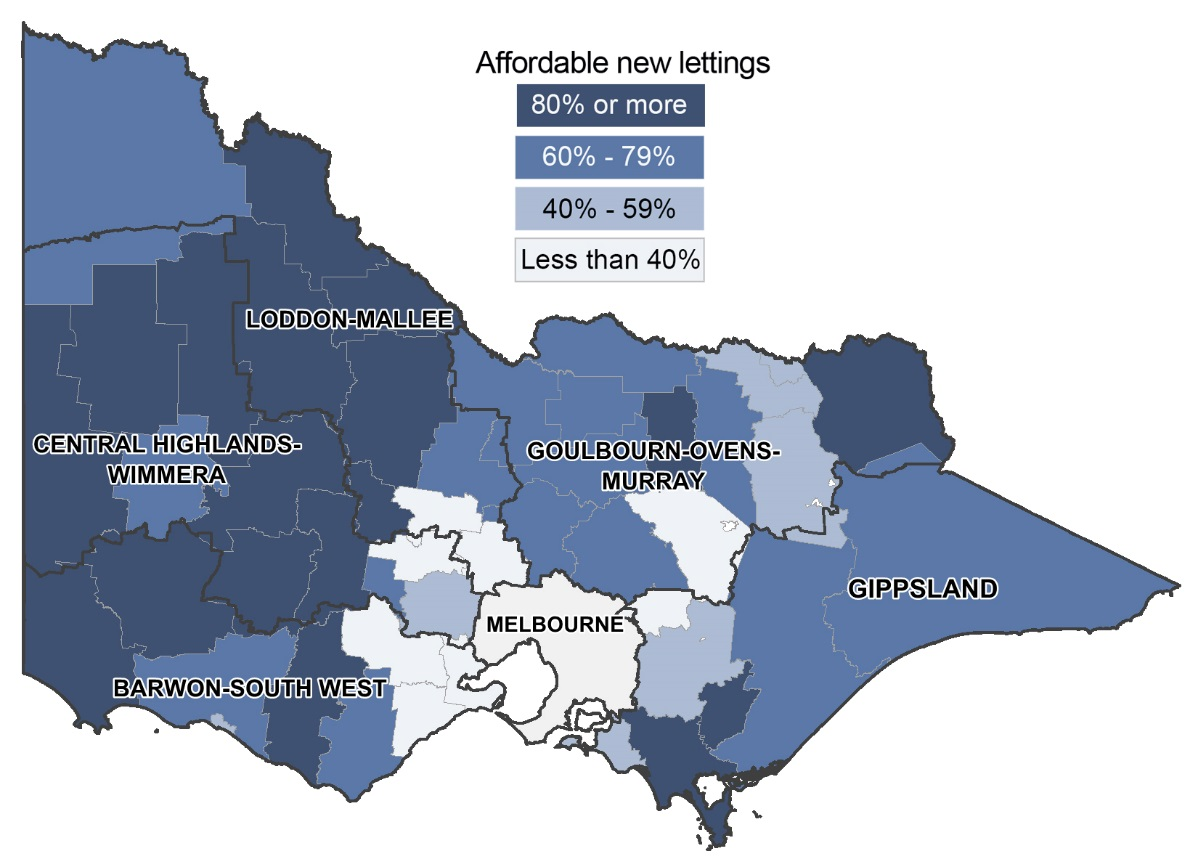 Affordable new lettings
80% or more
60% - 79%
40% - 59%
Less than 40%
LODDON-MALLEE
CENTRAL HIGHLANDS-
WIMMERA
GOULBOURN-OVENS-
MURRAY
GIPPSLAND
MELBOURNE
BARWON-SOUTH WEST